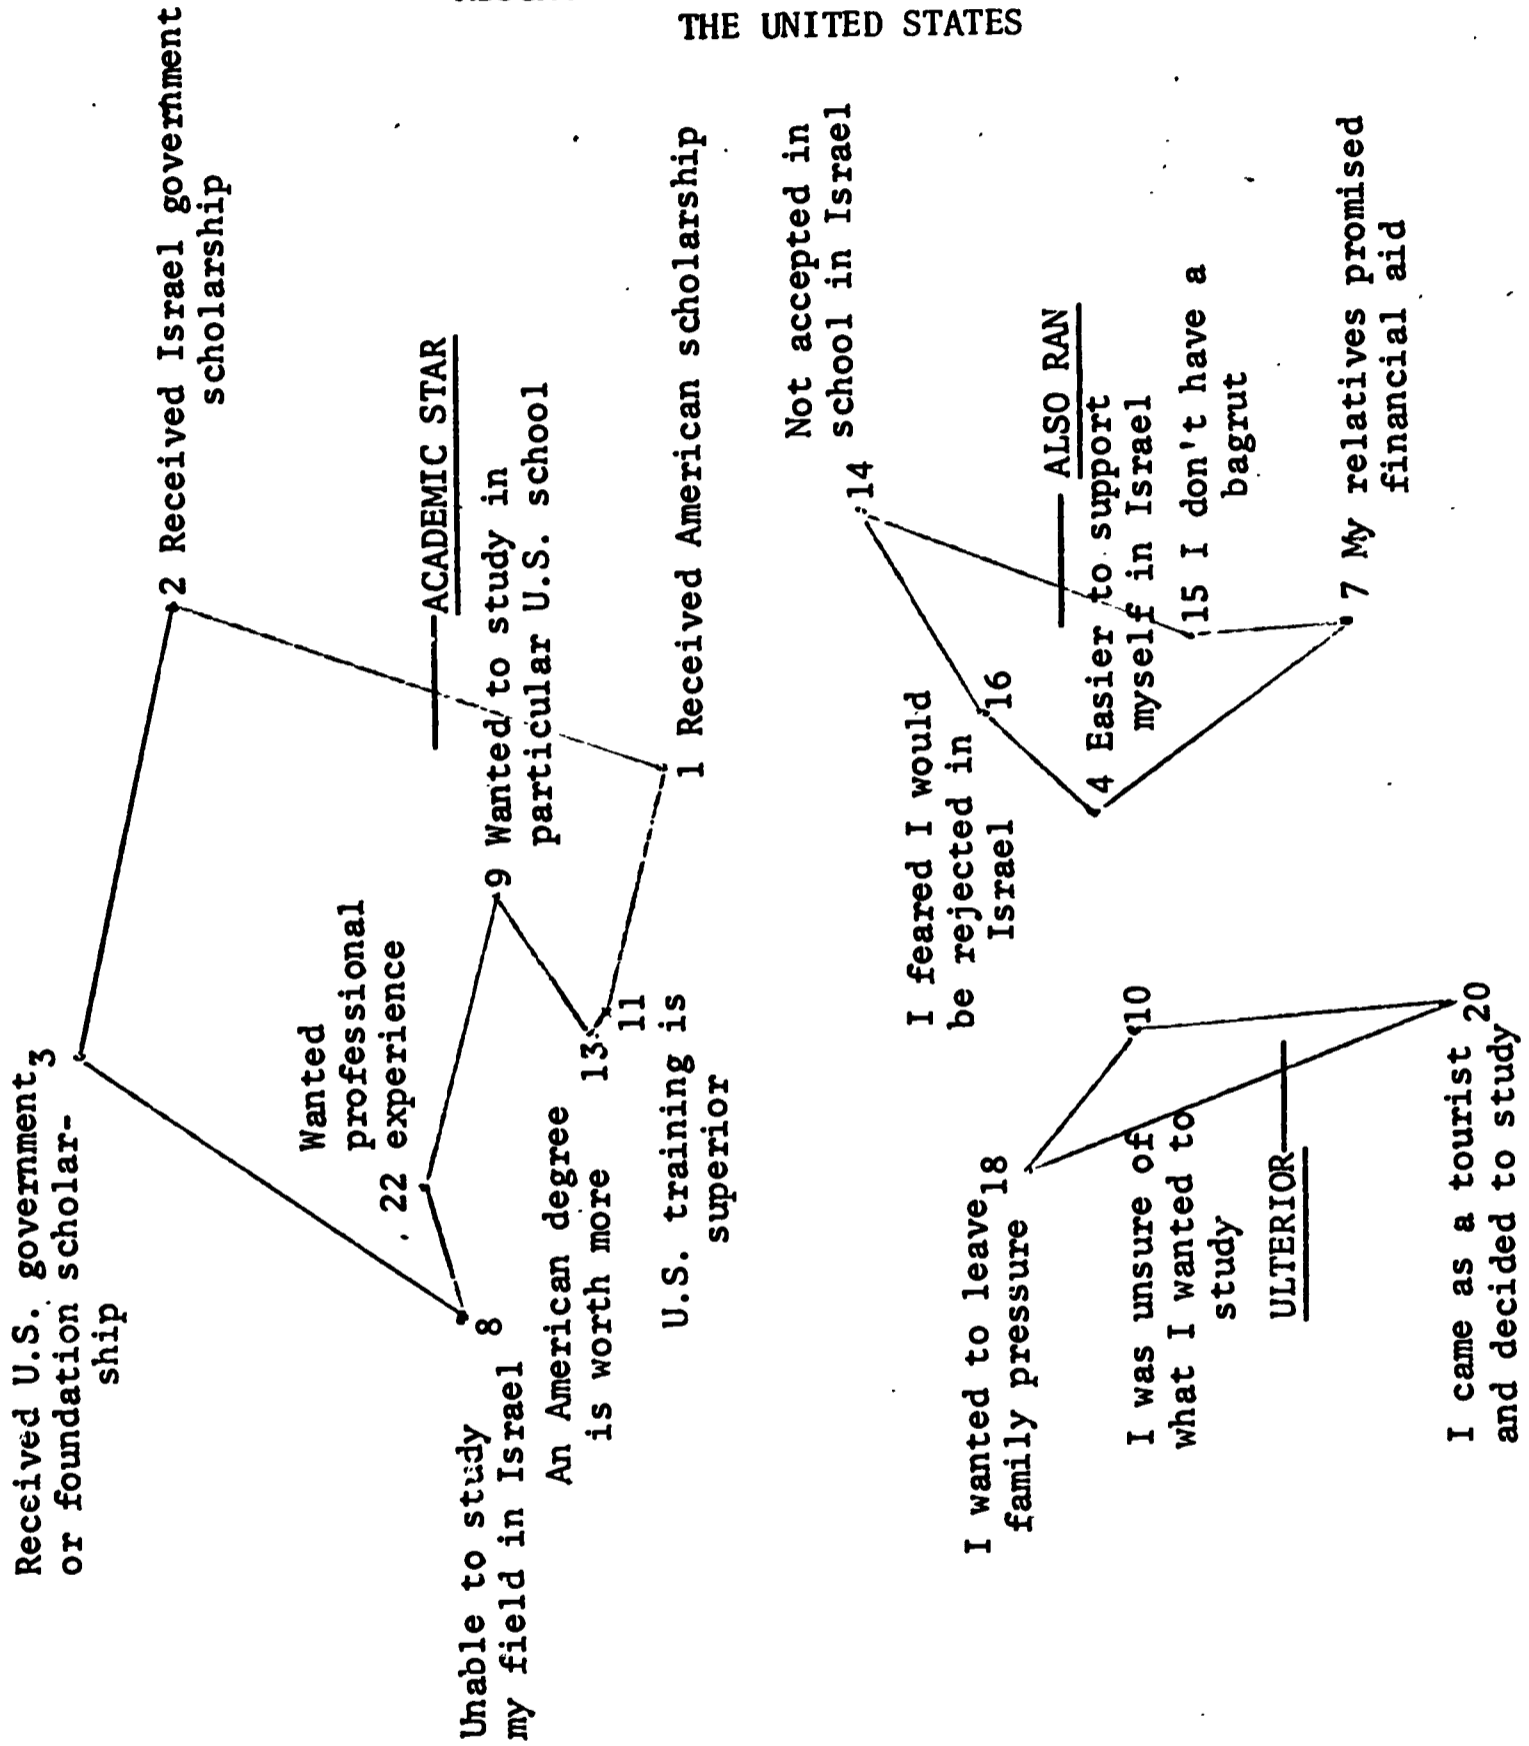 THE UNITED STATES
Received U.S. government
or foundation scholar-
ship
3
2 Received Israel government
scholarship
Wanted
professional
22 experience
ACADEMIC STAR
9 Wanted to study in
particular U.S. school
Unable to study
my field in Israel
8
An American degree
is worth more
13
11
U.S. training is
superior
1 Received American scholarship
Not accepted in
school in Israel
14
I feared I would
be rejected in
Israel
16
ALSO RAN
4 Easier to support
myself in Israel
15 I don't have a
bagrut
7 My relatives promised
financial aid
I wanted to leave
family pressure
18
I was unsure of
what I wanted to
study
10
ULTERIOR
I came as a tourist
and decided to study
20